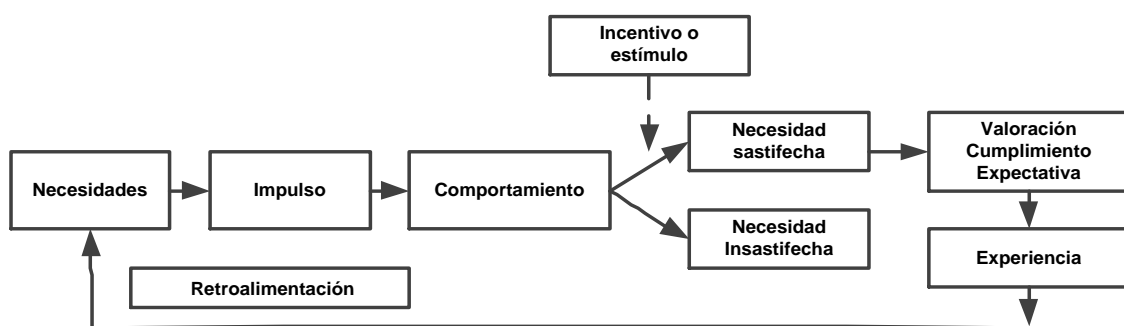 Incentivo o
estímulo
Necesidades
Impulso
Comportamiento
Necesidad
sastifecha
Valoración
Cumplimiento
Expectativa
Necesidad
Insastifecha
Experiencia
Retroalimentación